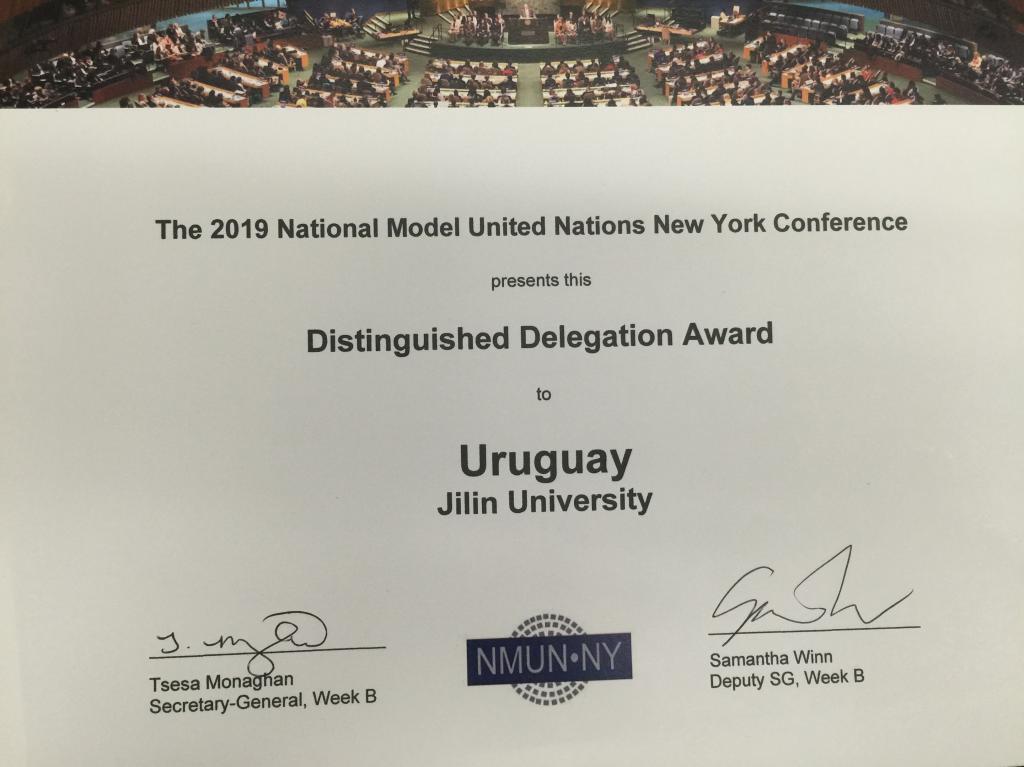 The 2019 National Model United Nations New York Conference
presents this
Distinguished Delegation Award
to
Uruguay
Jilin University
Tsesa Monaghan
Secretary-General, Week B
NMUN•NY
Samantha Winn
Deputy SG, Week B